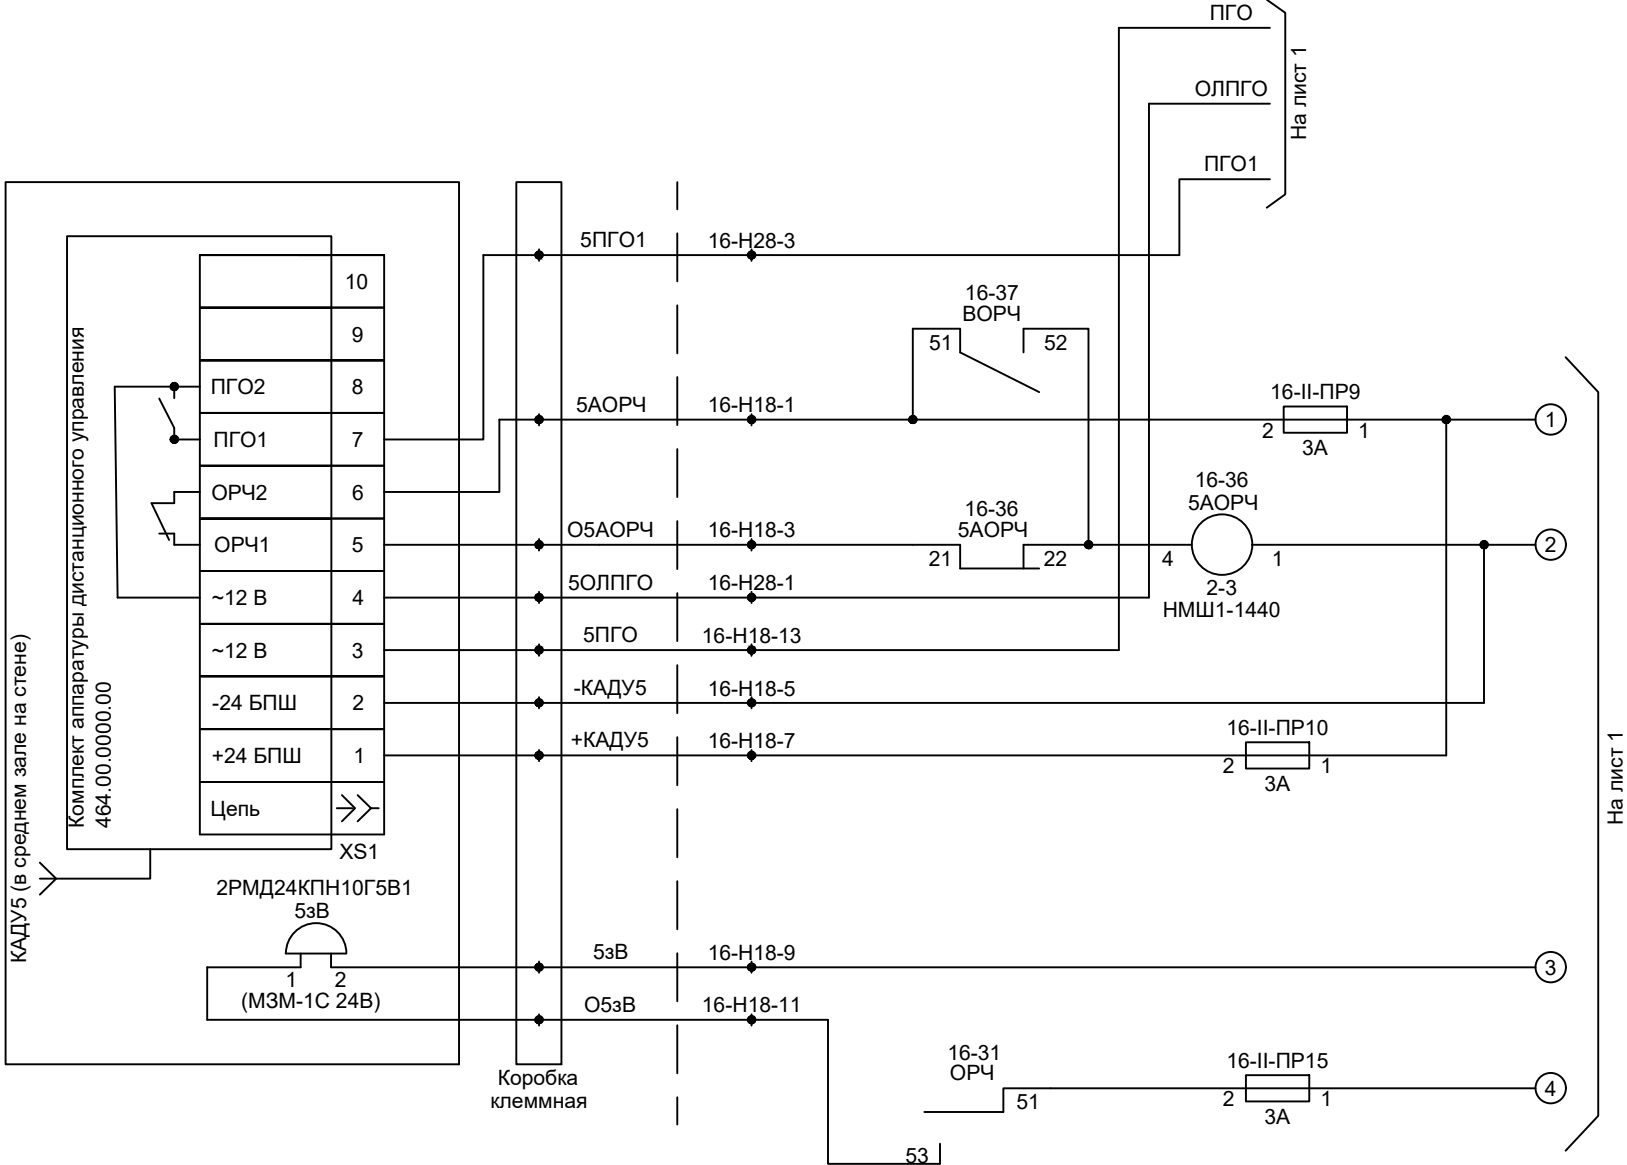 ПГО
ОЛПГО
ПГО1
На лист 1
5ПГО1
16-Н28-3
16-37
ВОРЧ
51
52
5АОРЧ
16-Н18-1
16-II-ПР9
2
1
3А
1
16-36
5АОРЧ
16-36
5АОРЧ
О5АОРЧ
16-Н18-3
21
22
4
1
2-3
НМШ1-1440
2
5ОЛПГО
16-Н28-1
5ПГО
16-Н18-13
-КАДУ5
16-Н18-5
+КАДУ5
16-Н18-7
16-II-ПР10
2
1
3А
На лист 1
КАДУ5 (в среднем зале на стене)
Комплект аппаратуры дистанционного управления
464.00.0000.00
10
9
ПГО2
8
ПГО1
7
ОРЧ2
6
ОРЧ1
5
~12 В
4
~12 В
3
-24 БПШ
2
+24 БПШ
1
Цепь
XS1
2РМД24КПН10Г5В1
5зВ
1
2
(МЗМ-1С 24В)
5зВ
16-Н18-9
3
О5зВ
16-Н18-11
Коробка
клеммная
16-31
ОРЧ
51
53
16-II-ПР15
2
1
3А
4